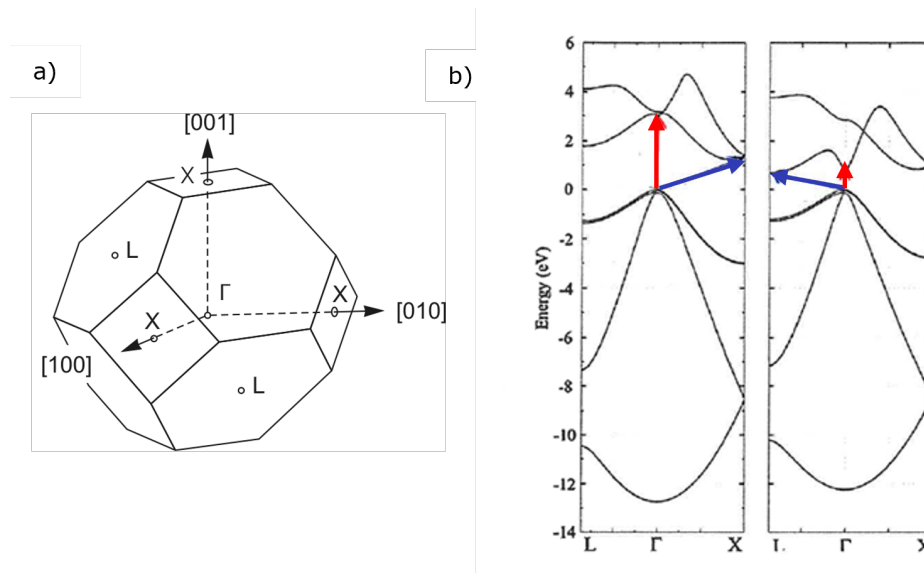 a)
b)
[001]
X
L
Γ
X
[010]
X
[100]
L
6
4
2
0
-2
-4
-6
-8
-10
-12
-14
Energy (eV)
L Γ X
L Γ X